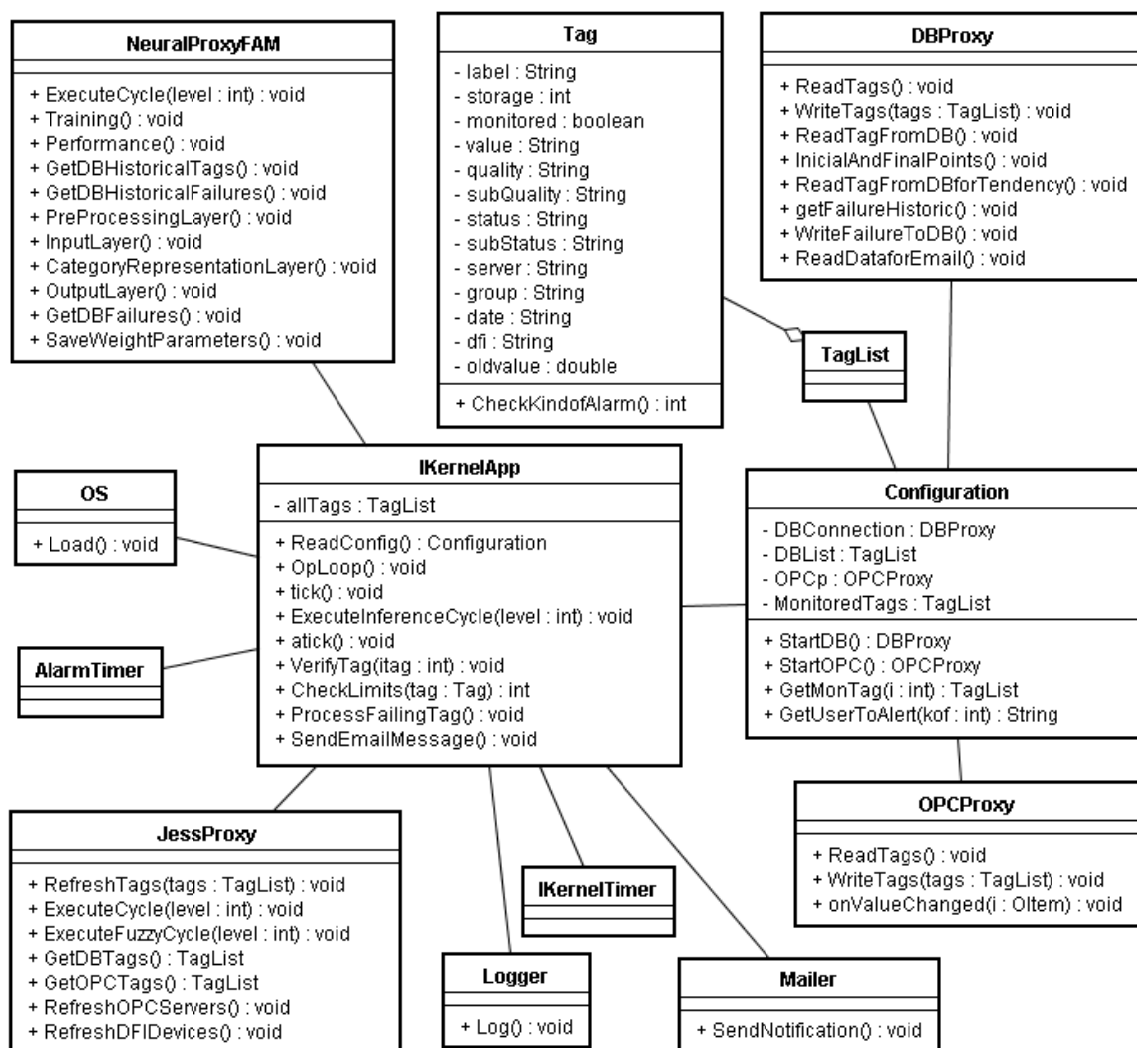 NeuralProxyFAM
+ ExecuteCycle(level : int) : void
+ Training() : void
+ Performance() : void
+ GetDBHistoricalTags() : void
+ GetDBHistoricalFailures() : void
+ PreProcessingLayer() : void
+ InputLayer() : void
+ CategoryRepresentationLayer() : void
+ OutputLayer() : void
+ GetDBFailures() : void
+ SaveWeightParameters() : void
Tag
- label : String
- storage : int
- monitored : boolean
- value : String
- quality : String
- subQuality : String
- status : String
- subStatus : String
- server : String
- group : String
- date : String
- dfi : String
- oldvalue : double
+ CheckKindofAlarm() : int
DBProxy
+ ReadTags() : void
+ WriteTags(tags : TagList) : void
+ ReadTagFromDB() : void
+ InicialAndFinalPoints() : void
+ ReadTagFromDBforTendency() : void
+ getFailureHistoric() : void
+ WriteFailureToDB() : void
+ ReadDataforEmail() : void
TagList
OS
+ Load() : void
IKernelApp
- allTags : TagList
+ ReadConfig() : Configuration
+ OpLoop() : void
+ tick() : void
+ ExecuteInferenceCycle(level : int) : void
+ atick() : void
+ VerifyTag(itag : int) : void
+ CheckLimits(tag : Tag) : int
+ ProcessFailingTag() : void
+ SendEmailMessage() : void
Configuration
- DBConnection : DBProxy
- DBList : TagList
- OPCp : OPCProxy
- MonitoredTags : TagList
+ StartDB() : DBProxy
+ StartOPC() : OPCProxy
+ GetMonTag(i : int) : TagList
+ GetUserToAlert(kof : int) : String
AlarmTimer
JessProxy
+ RefreshTags(tags : TagList) : void
+ ExecuteCycle(level : int) : void
+ ExecuteFuzzyCycle(level : int) : void
+ GetDBTags() : TagList
+ GetOPCTags() : TagList
+ RefreshOPCServers() : void
+ RefreshDFIDevices() : void
IKernelTimer
Logger
+ Log() : void
Mailer
+ SendNotification() : void
OPCProxy
+ ReadTags() : void
+ WriteTags(tags : TagList) : void
+ onValueChanged(i : OItem) : void